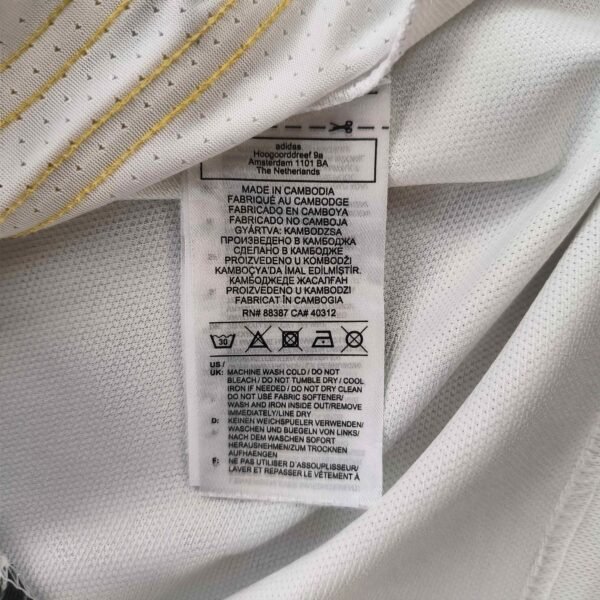 adidas
Hoogoorddreef 9a
Amsterdam 1101 BA
The Netherlands
MADE IN CAMBODIA
FABRIQUÉ AU CAMBODGE
FABRICADO EN CAMBOYA
FABRICADO NO CAMBOJA
GYÁRTVA: KAMBODZSA
ПРОИЗВЕДЕНО В КАМБОДЖА
СДЕЛАНО В КАМБОДЖЕ
PROIZVEDENO U KOMBODŽI
KAMBOÇYA'DA İMAL EDİLMİŞTİR.
КАМБОДЖЕДЕ ЖАСАЛЕАН
PROIZVEDENO U KAMBODZI
FABRICAT ÎN CAMBOGIA
RN# 88387 CA# 40312
30
US /
UK: MACHINE WASH COLD / DO NOT
BLEACH / DO NOT TUMBLE DRY / COOL
IRON IF NEEDED / DO NOT DRY CLEAN
DO NOT USE FABRIC SOFTENER/
WASH AND IRON INSIDE OUT/REMOVE
IMMEDIATELY/LINE DRY
D: KEINEN WEICHSPUELER VERWENDEN/
WASCHEN UND BUEGELN VON LINKS/
NACH DEM WASCHEN SOFORT
HERAUSNEHMEN/ZUM TROCKNEN
AUFHAENGEN
F: NE PAS UTILISER D'ASSOUPLISSEUR/
LAVER ET REPASSER LE VÊTEMENT À